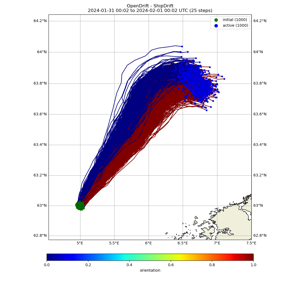 OpenDrift - ShipDrift
2024-01-31 00:02 to 2024-02-01 00:02 UTC (25 steps)
64.2°N
64.2°N
initial (1000)
active (1000)
64°N
64°N
63.8°N
63.8°N
63.6°N
63.6°N
63.4°N
63.4°N
63.2°N
63.2°N
63°N
63°N
62.8°N
62.8°N
5°E
5.5°E
6°E
6.5°E
7°E
7.5°E
0.0
0.2
0.4
0.6
0.8
1.0
orientation